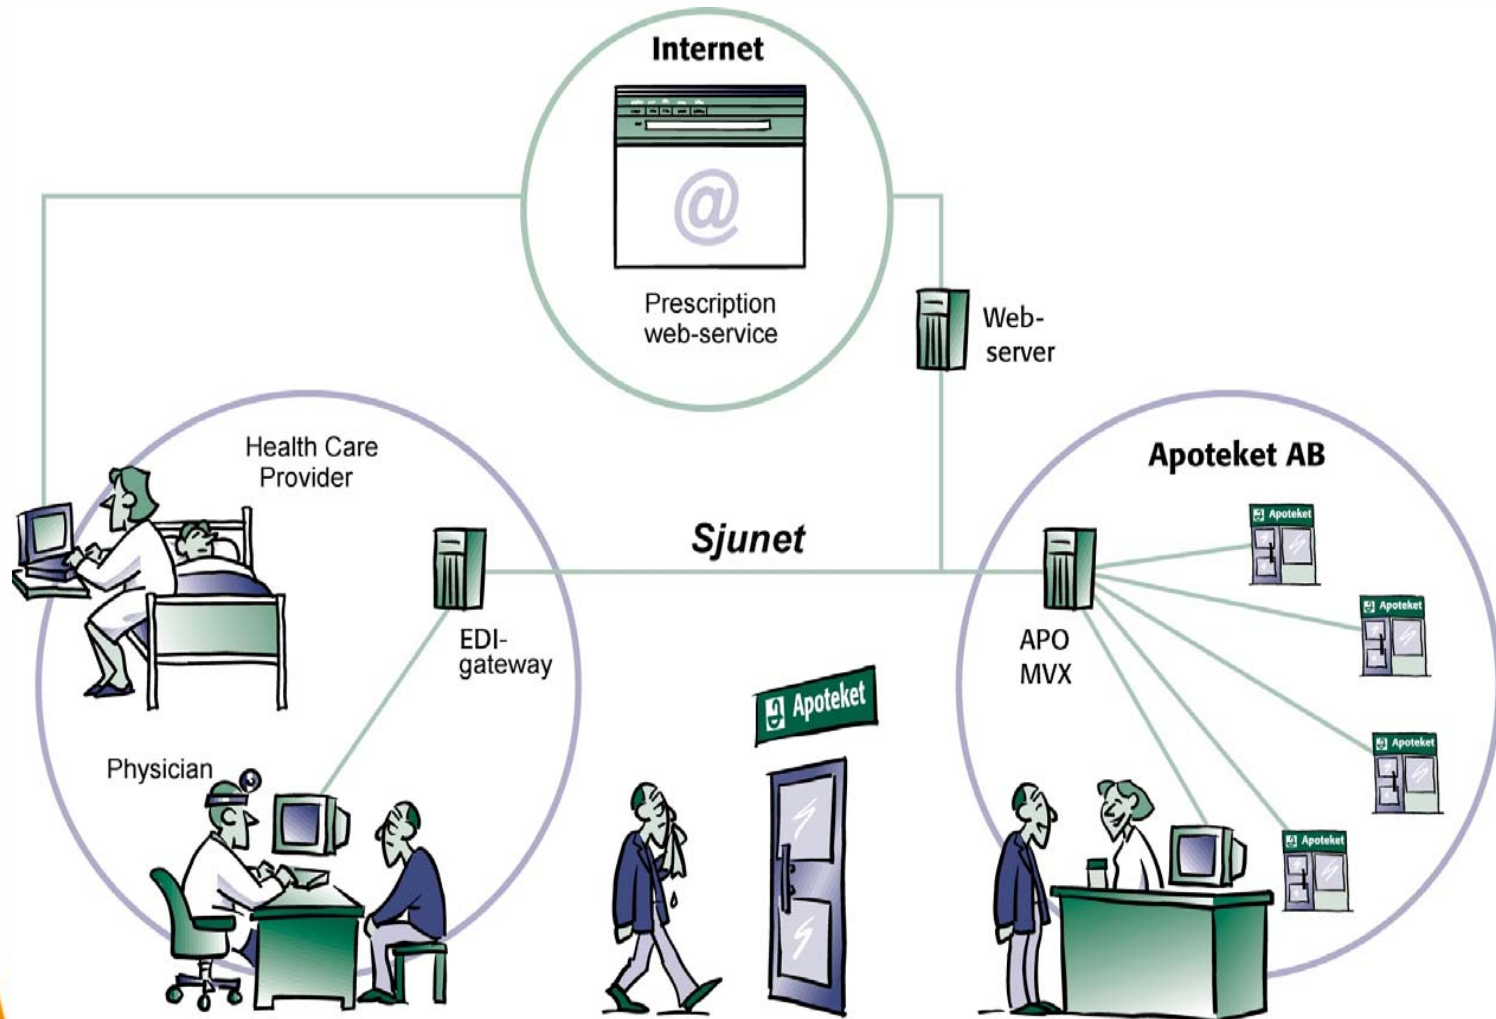 Internet
@
Prescription
web-service
Web-
server
Health Care
Provider
Apoteket AB
Sjunet
EDI-
gateway
APO
MVX
Physician
Apoteket
Apoteket
Apoteket
Apoteket
Apoteket